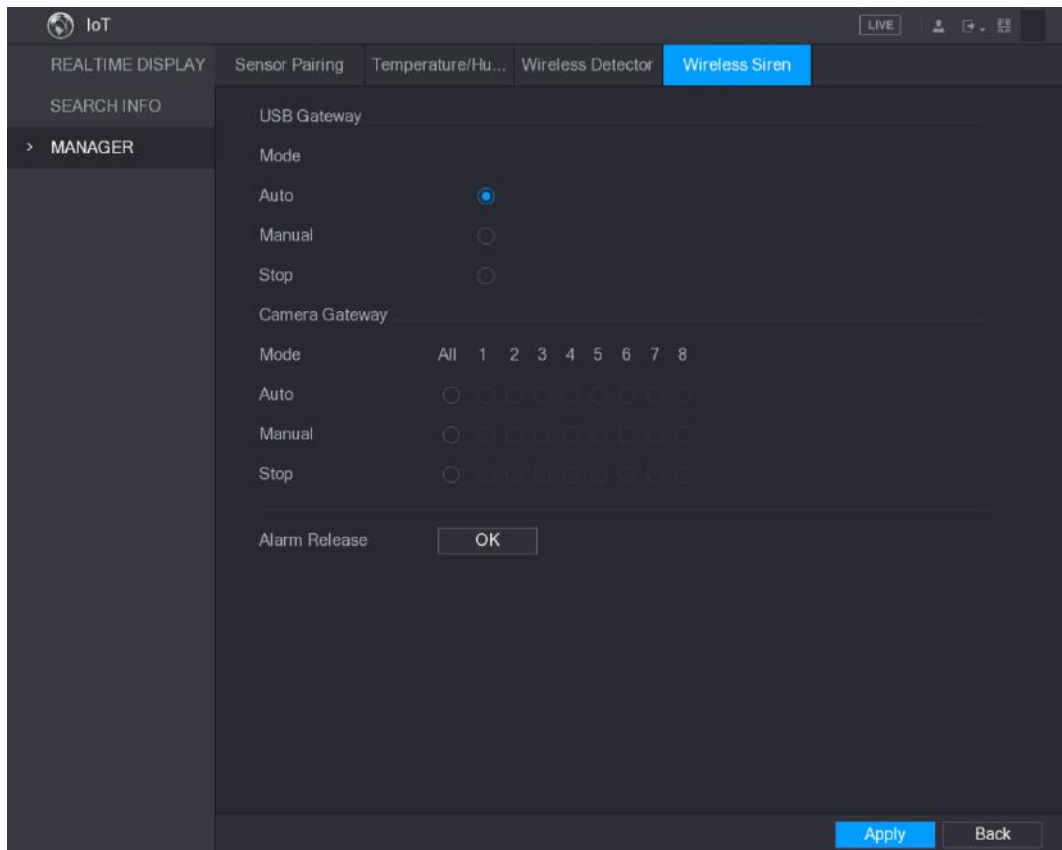 IoT
LIVE
REALTIME DISPLAY
SEARCH INFO
> MANAGER
Sensor Pairing Temperature/Hu... Wireless Detector Wireless Siren
USB Gateway
Mode
Auto
Manual
Stop
Camera Gateway
Mode All 1 2 3 4 5 6 7 8
Auto
Manual
Stop
Alarm Release OK
Apply Back